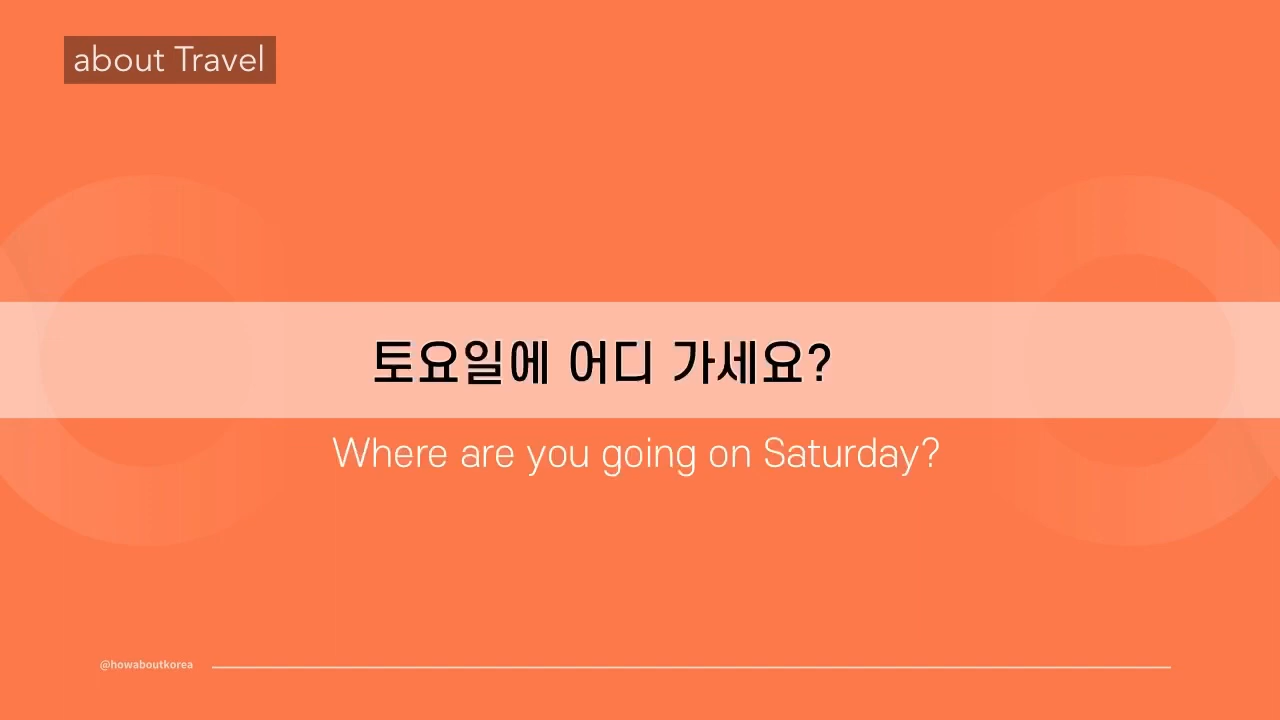 about Travel
토요일에 어디 가세요?
Where are you going on Saturday?
@howaboutkorea